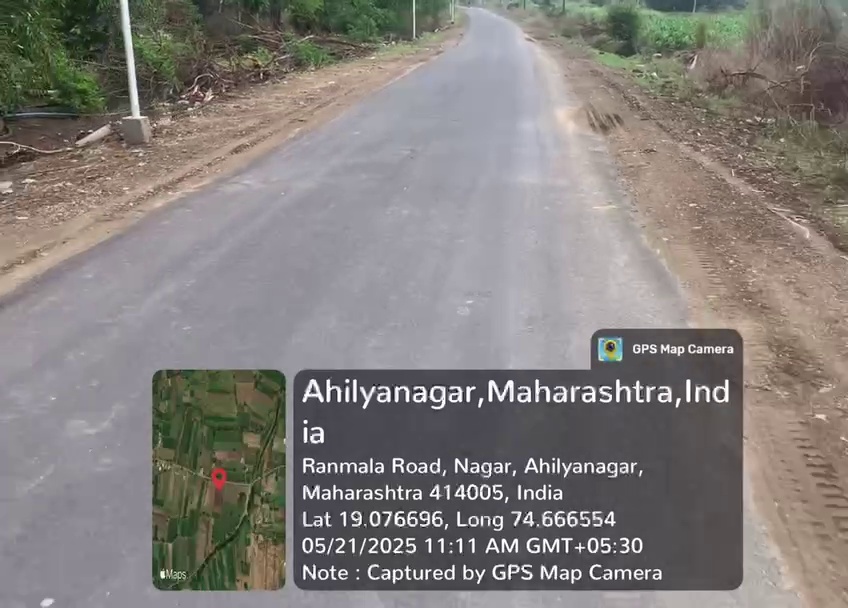 GPS Map Camera
Ahilyanagar,Maharashtra,Ind
ia
Ranmala Road, Nagar, Ahilyanagar,
Maharashtra 414005, India
Lat 19.076696, Long 74.666554
05/21/2025 11:11 AM GMT+05:30
Note : Captured by GPS Map Camera
Maps